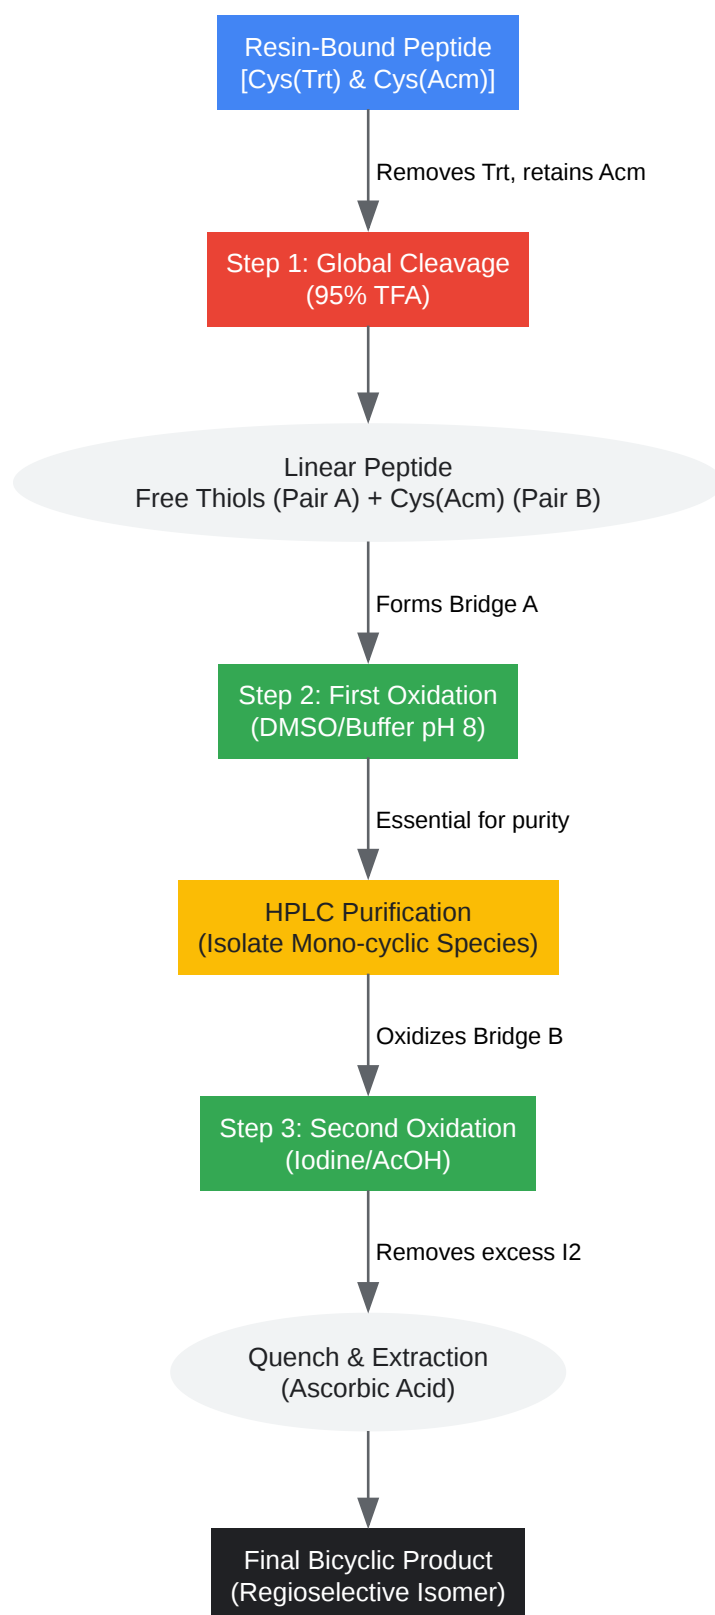 Resin-Bound Peptide
[Cys(Trt) & Cys(Acm)]
Removes Trt, retains Acm
Step 1: Global Cleavage
(95% TFA)
Linear Peptide
Free Thiols (Pair A) + Cys(Acm) (Pair B)
Forms Bridge A
Step 2: First Oxidation
(DMSO/Buffer pH 8)
Essential for purity
HPLC Purification
(Isolate Mono-cyclic Species)
Oxidizes Bridge B
Step 3: Second Oxidation
(Iodine/AcOH)
Removes excess I2
Quench & Extraction
(Ascorbic Acid)
Final Bicyclic Product
(Regioselective Isomer)